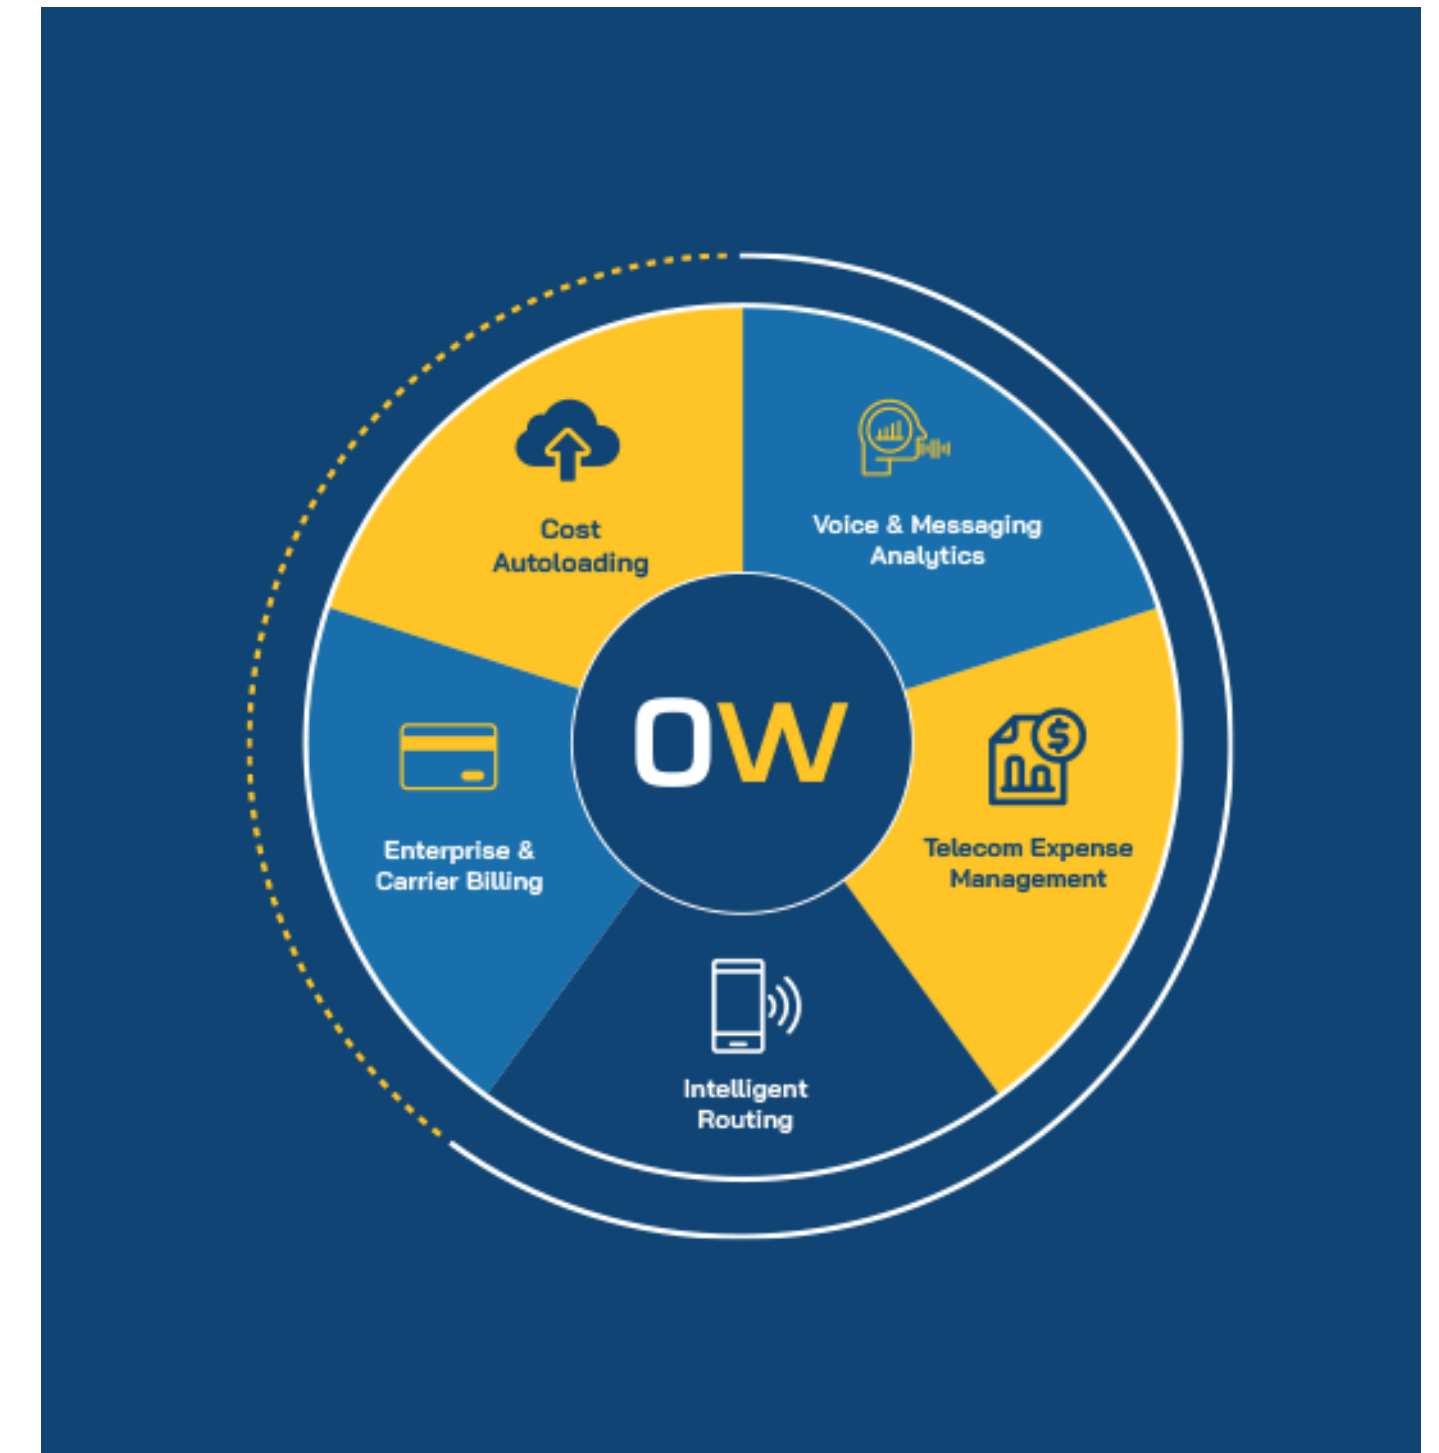 Cost
Autoloading
Voice & Messaging
Analytics
OW
$
Enterprise &
Carrier Billing
Telecom Expense
Management
Intelligent
Routing